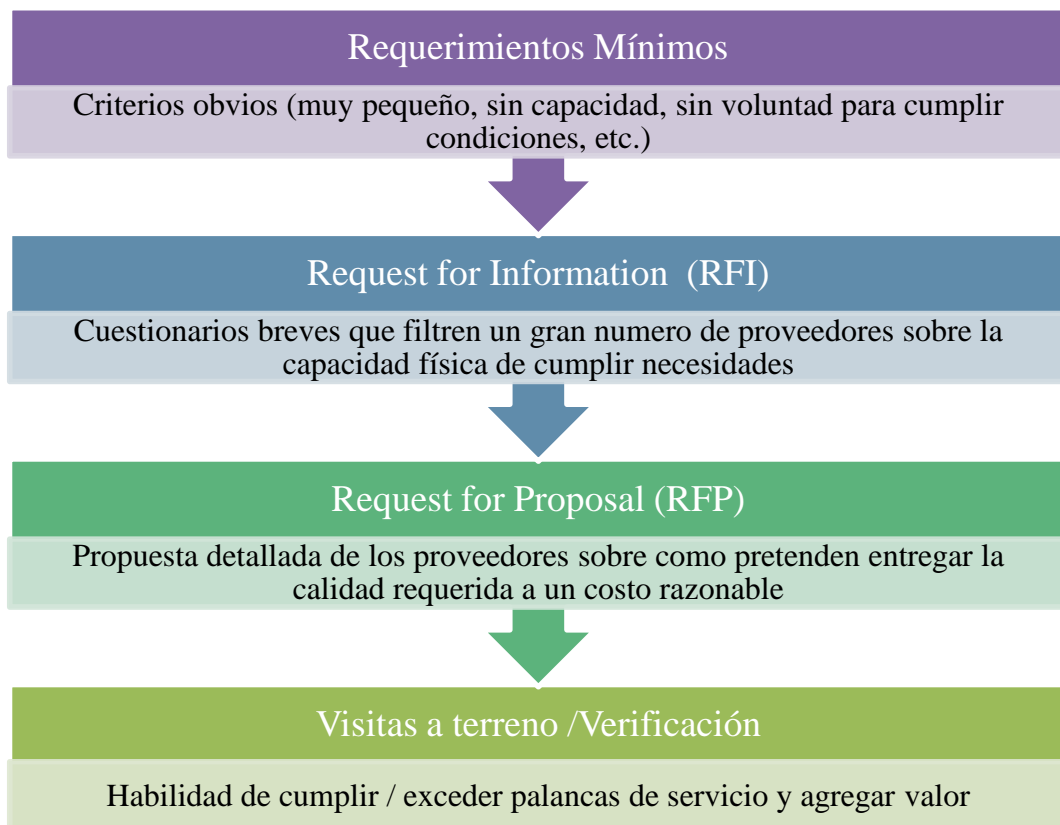 Requerimientos Mínimos
Criterios obvios (muy pequeño, sin capacidad, sin voluntad para cumplir
condiciones, etc.)
Request for Information  (RFI)
Cuestionarios breves que filtren un gran numero de proveedores sobre la
capacidad física de cumplir necesidades
Request for Proposal (RFP)
Propuesta detallada de los proveedores sobre como pretenden entregar la
calidad requerida a un costo razonable
Visitas a terreno /Verificación
Habilidad de cumplir / exceder palancas de servicio y agregar valor